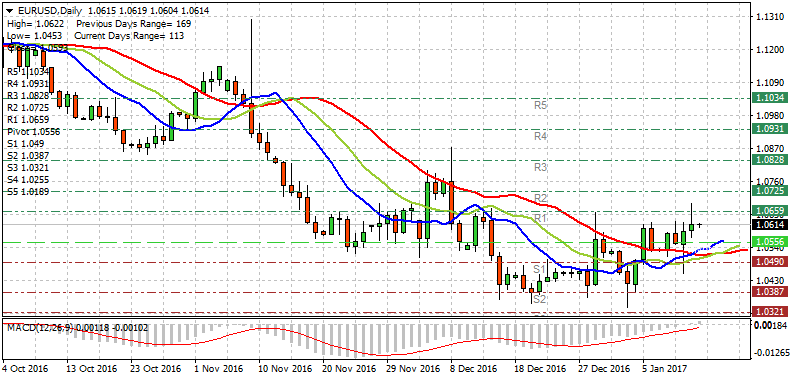 EURUSD,Daily 1.0615 1.0619 1.0604 1.0614
High= 1.0622 Previous Days Range= 169
Low= 1.0453 Current Days Range= 113
R5 1.1034
R4 1.0931
R3 1.0828
R2 1.0725
R1 1.0659
Pivot 1.0556
S1 1.049
S2 1.0387
S3 1.0321
S4 1.0255
S5 1.0189
R5
R4
R3
R2
R1
S1
S2
1.1310
1.1200
1.1090
1.1034
1.0980
1.0931
1.0870
1.0828
1.0760
1.0725
1.0659
1.0614
1.0556
1.0540
1.0490
1.0430
1.0387
1.0321
MACD(12,26,9) -0.00118 -0.00102
0.00184
0.00
-0.01265
4 Oct 2016
13 Oct 2016
23 Oct 2016
1 Nov 2016
10 Nov 2016
20 Nov 2016
29 Nov 2016
8 Dec 2016
18 Dec 2016
27 Dec 2016
5 Jan 2017